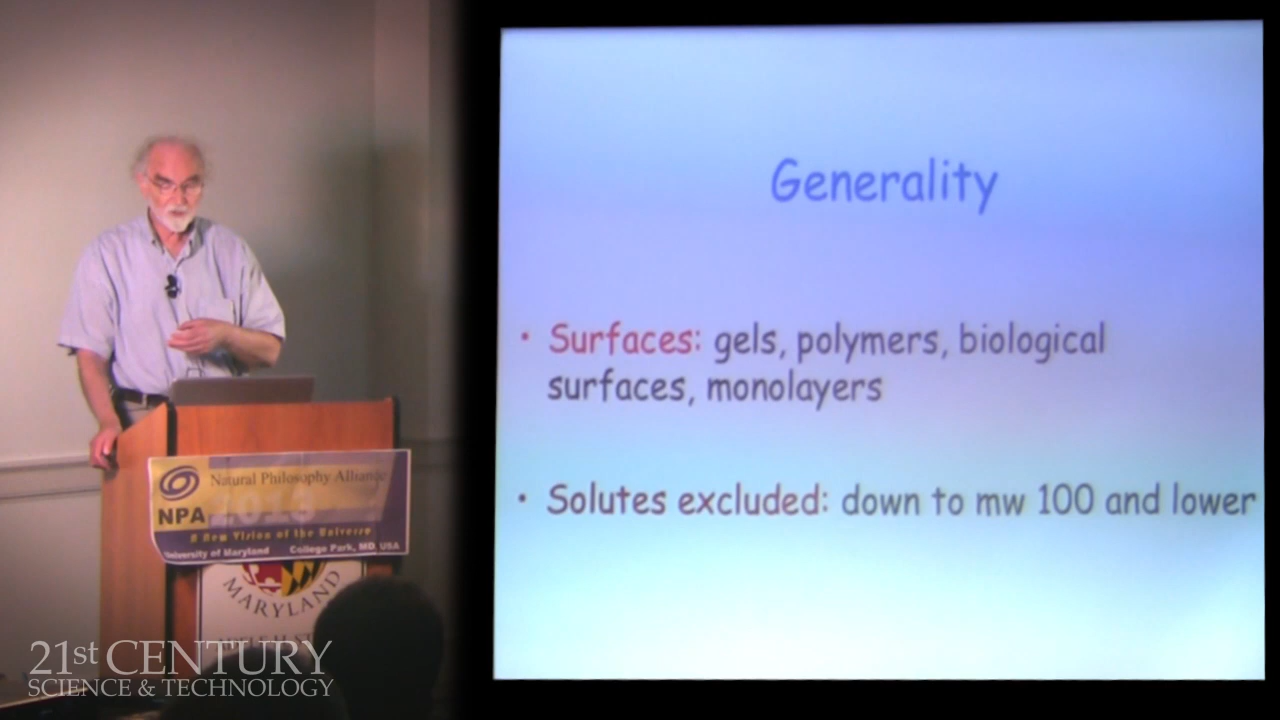 Generality
• Surfaces: gels, polymers, biological
surfaces, monolayers
• Solutes excluded: down to mw 100 and lower
Natural Philosophy Alliance
NPA
2013
A New Vision of the Universe
University of Maryland College Park, MD, USA
MARYLAND
21st CENTURY
SCIENCE & TECHNOLOGY